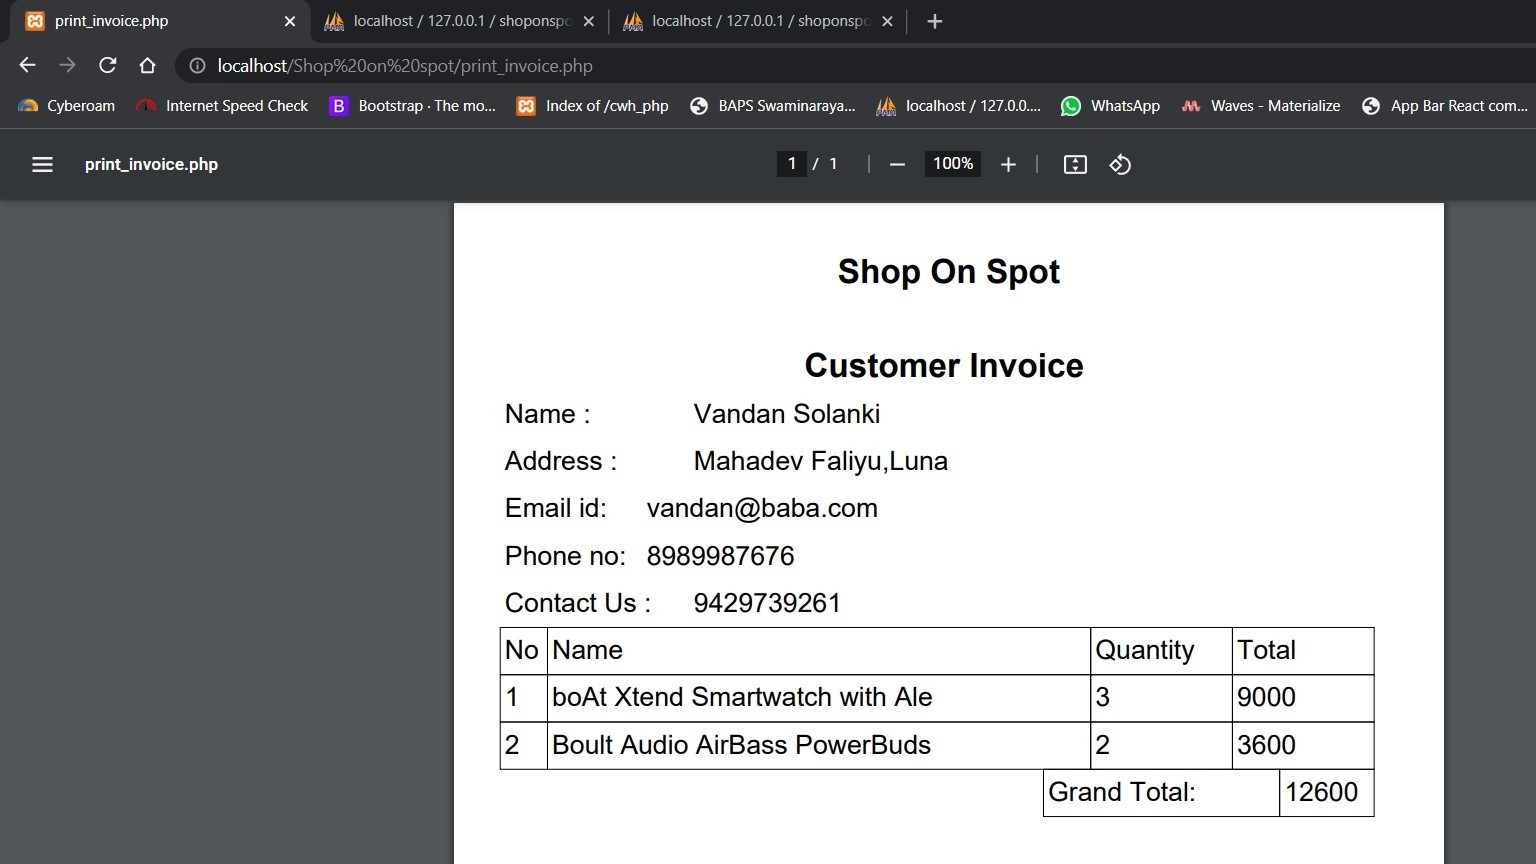 print_invoice.php
localhost / 127.0.0.1 / shoponspo
localhost / 127.0.0.1 / shoponspo
localhost/Shop%20on%20spot/print_invoice.php
Cyberoam Internet Speed Check B Bootstrap · The mo... Index of /cwh_php BAPS Swaminaraya... localhost / 127.0.0.... WhatsApp Waves - Materialize App Bar React com...
print_invoice.php 1 / 1 100%
Shop On Spot
Customer Invoice
Name : Vandan Solanki
Address : Mahadev Faliyu,Luna
Email id: vandan@baba.com
Phone no: 8989987676
Contact Us : 9429739261
No Name Quantity Total
1 boAt Xtend Smartwatch with Ale 3 9000
2 Boult Audio AirBass PowerBuds 2 3600
Grand Total: 12600